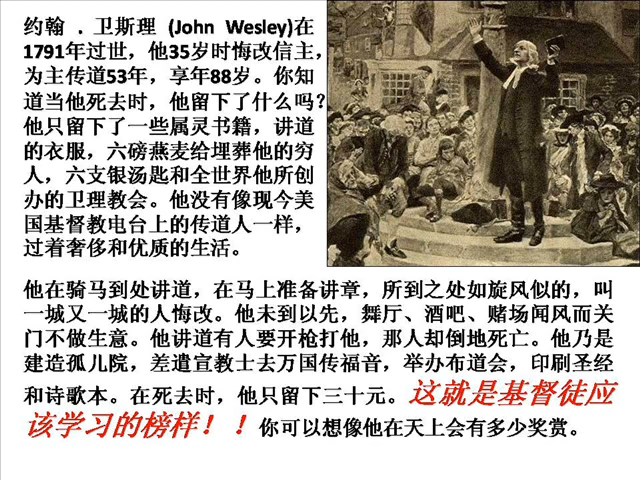 约翰 . 卫斯理 (John Wesley)在
1791年过世，他35岁时悔改信主，
为主传道53年，享年88岁。你知
道当他死去时，他留下了什么吗？
他只留下了一些属灵书籍，讲道
的衣服，六磅燕麦给埋葬他的穷
人，六支银汤匙和全世界他所创
办的卫理教会。他没有像现今美
国基督教电台上的传道人一样，
过着奢侈和优质的生活。
他在骑马到处讲道，在马上准备讲章，所到之处如旋风似的，叫
一城又一城的人悔改。他未到以先，舞厅、酒吧、赌场闻风而关
门不做生意。他讲道有人要开枪打他，那人却倒地死亡。他乃是
建造孤儿院，差遣宣教士去万国传福音，举办布道会，印刷圣经
和诗歌本。在死去时，他只留下三十元。这就是基督徒应
该学习的榜样！！你可以想像他在天上会有多少奖赏。